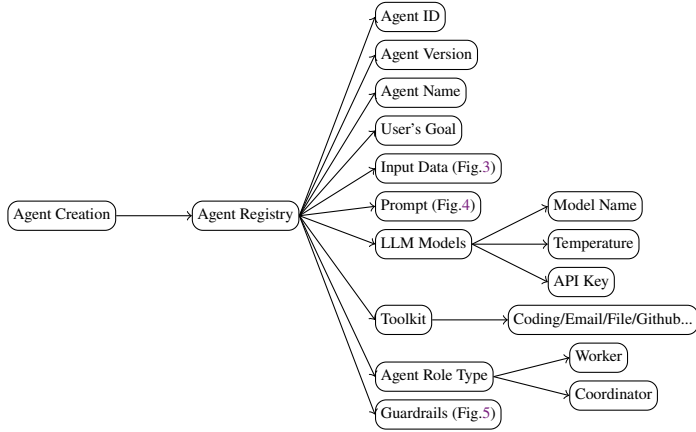 Agent ID
Agent Version
Agent Name
User's Goal
Input Data (Fig.3)
Agent Creation
Agent Registry
Prompt (Fig.4)
LLM Models
Model Name
Temperature
API Key
Toolkit
Coding/Email/File/Github...
Agent Role Type
Worker
Coordinator
Guardrails (Fig.5)